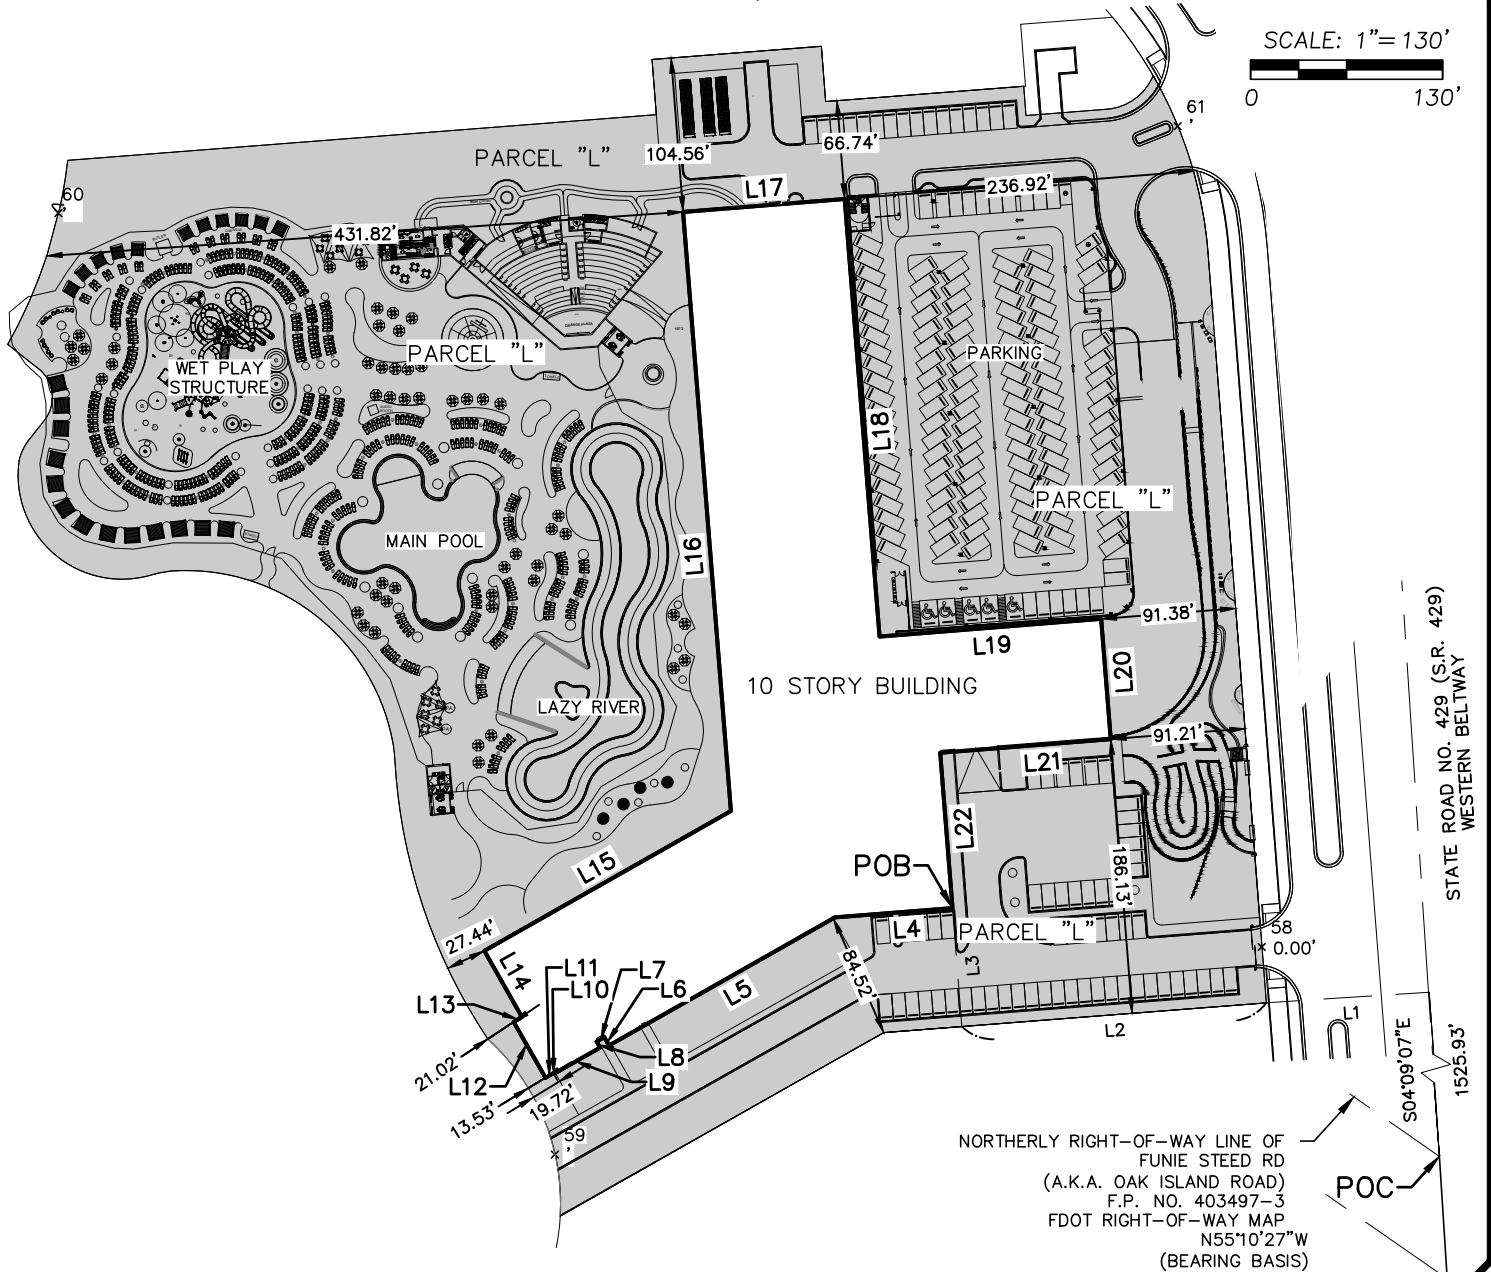 SCALE: 1"=130'
0 130'
61
'
60
'
PARCEL "L"
104.56'
66.74'
L17
236.92'
431.82'
WET PLAY
STRUCTURE
PARCEL "L"
PARKING
L18
PARCEL "L"
MAIN POOL
L16
91.38'
L19
L20
10 STORY BUILDING
LAZY RIVER
91.21'
L21
L22
STATE ROAD NO. 429 (S.R. 429)
WESTERN BELTWAY
L15
POB
186.13'
L4
PARCEL "L"
58
0.00'
27.44'
L14
L11
L10
L7
L6
L5
84.52'
L3
L13
L2
L1
21.02'
L12
L8
L9
13.53'
19.72'
59
'
S04°09'07"E
1525.93'
NORTHERLY RIGHT-OF-WAY LINE OF
FUNIE STEED RD
(A.K.A. OAK ISLAND ROAD)
F.P. NO. 403497-3
FDOT RIGHT-OF-WAY MAP
N55°10'27"W
(BEARING BASIS)
POC